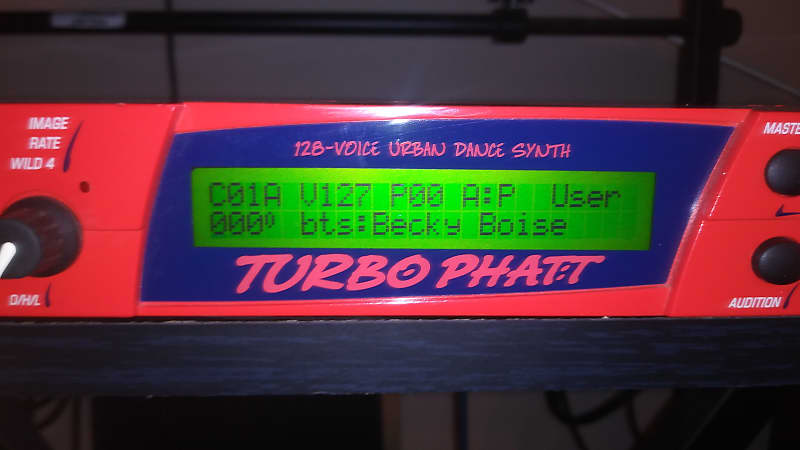 IMAGE
RATE
WILD 4
D/H/L
128-VOICE URBAN DANCE SYNTH
C01A V127 P00 A:P User
000⁰ bts:Becky Boise
TURBO PHATT
AUDITION